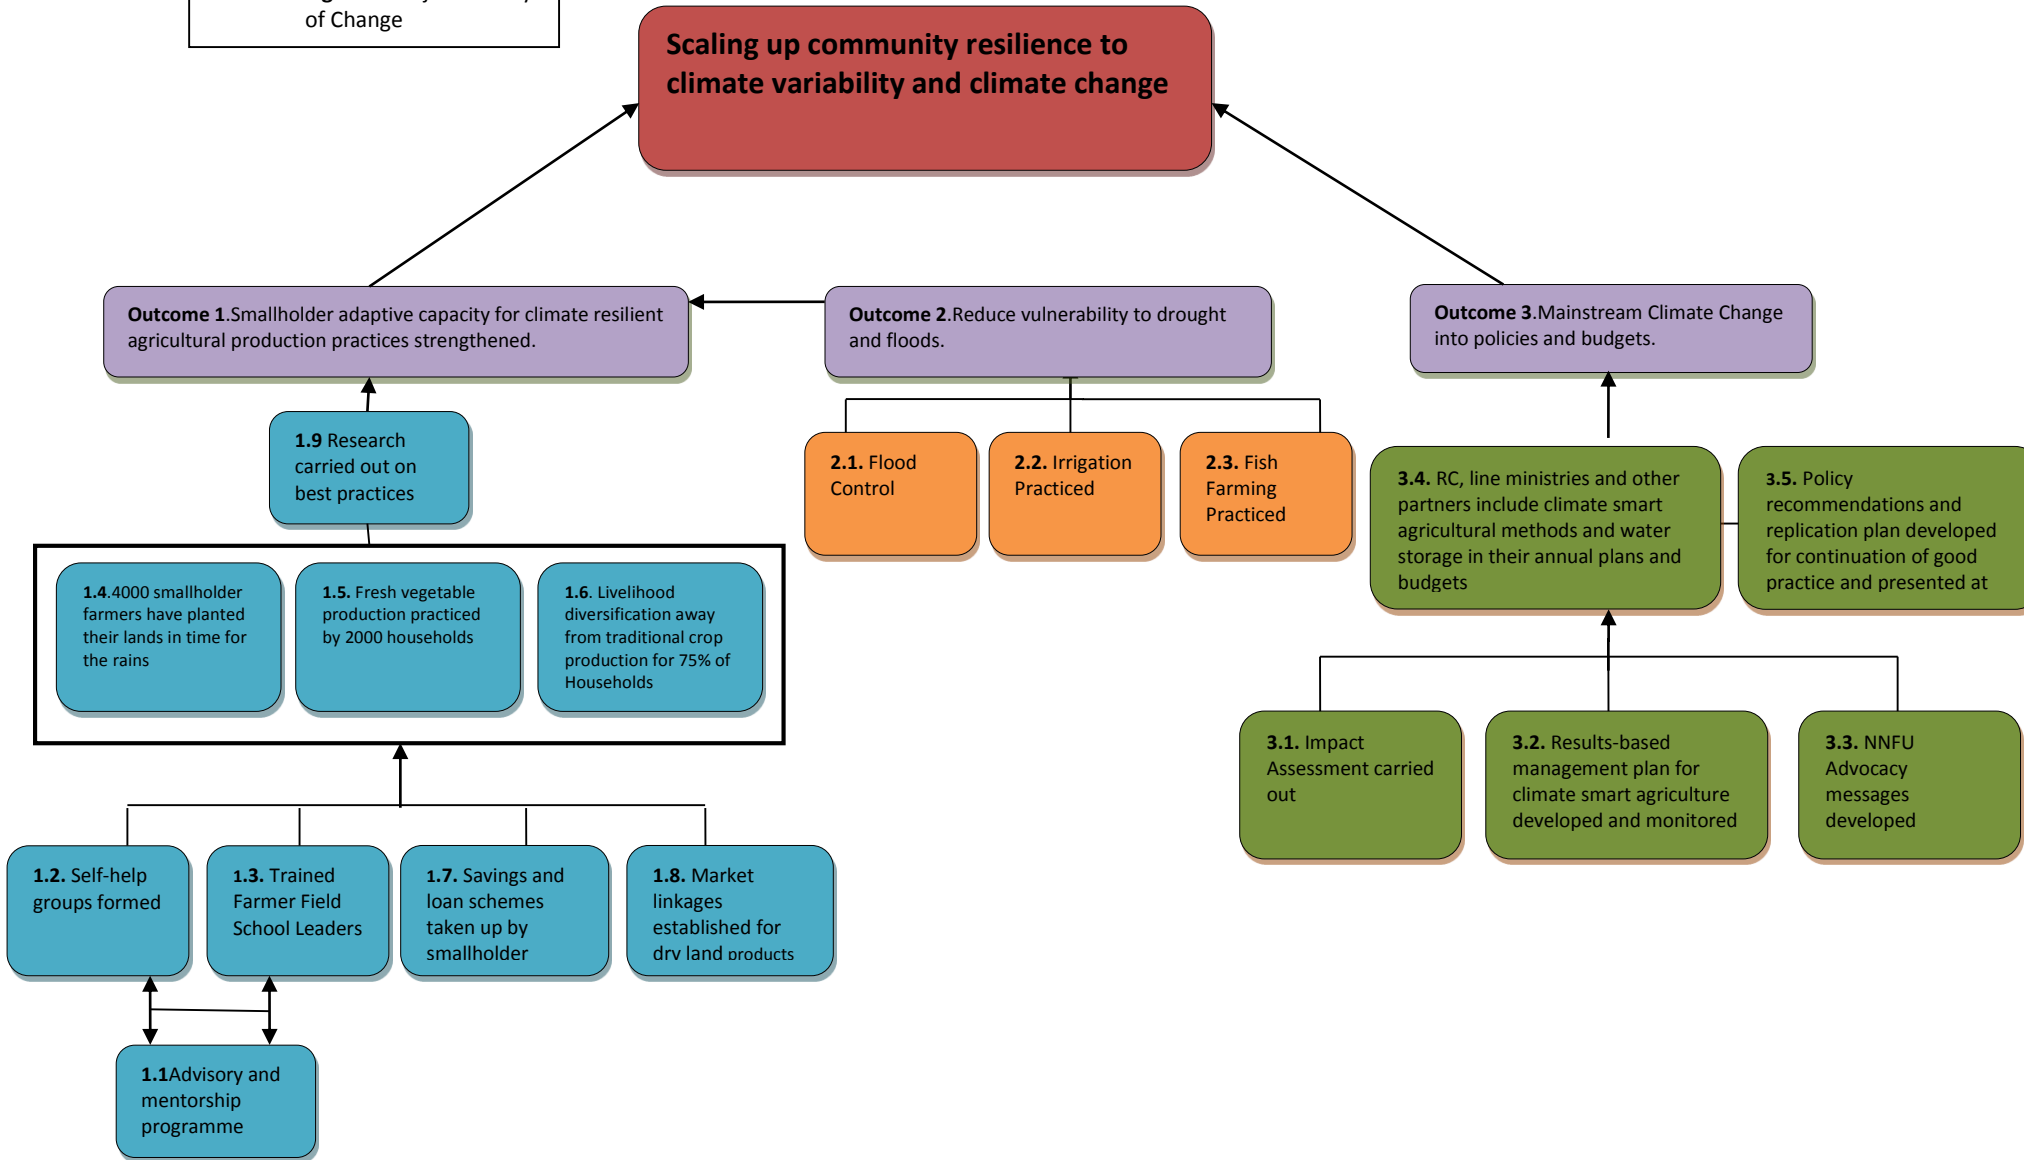 of Change
Scaling up community resilience to
climate variability and climate change
Outcome 1.Smallholder adaptive capacity for climate resilient
agricultural production practices strengthened.
Outcome 2.Reduce vulnerability to drought
and floods.
Outcome 3.Mainstream Climate Change
into policies and budgets.
1.9 Research
carried out on
best practices
2.1. Flood
Control
2.2. Irrigation
Practiced
2.3. Fish
Farming
Practiced
3.4. RC, line ministries and other
partners include climate smart
agricultural methods and water
storage in their annual plans and
budgets
3.5. Policy
recommendations and
replication plan developed
for continuation of good
practice and presented at
1.4.4000 smallholder
farmers have planted
their lands in time for
the rains
1.5. Fresh vegetable
production practiced
by 2000 households
1.6. Livelihood
diversification away
from traditional crop
production for 75% of
Households
3.1. Impact
Assessment carried
out
3.2. Results-based
management plan for
climate smart agriculture
developed and monitored
3.3. NNFU
Advocacy
messages
developed
1.2. Self-help
groups formed
1.3. Trained
Farmer Field
School Leaders
1.7. Savings and
loan schemes
taken up by
smallholder
1.8. Market
linkages
established for
dry land products
1.1Advisory and
mentorship
programme